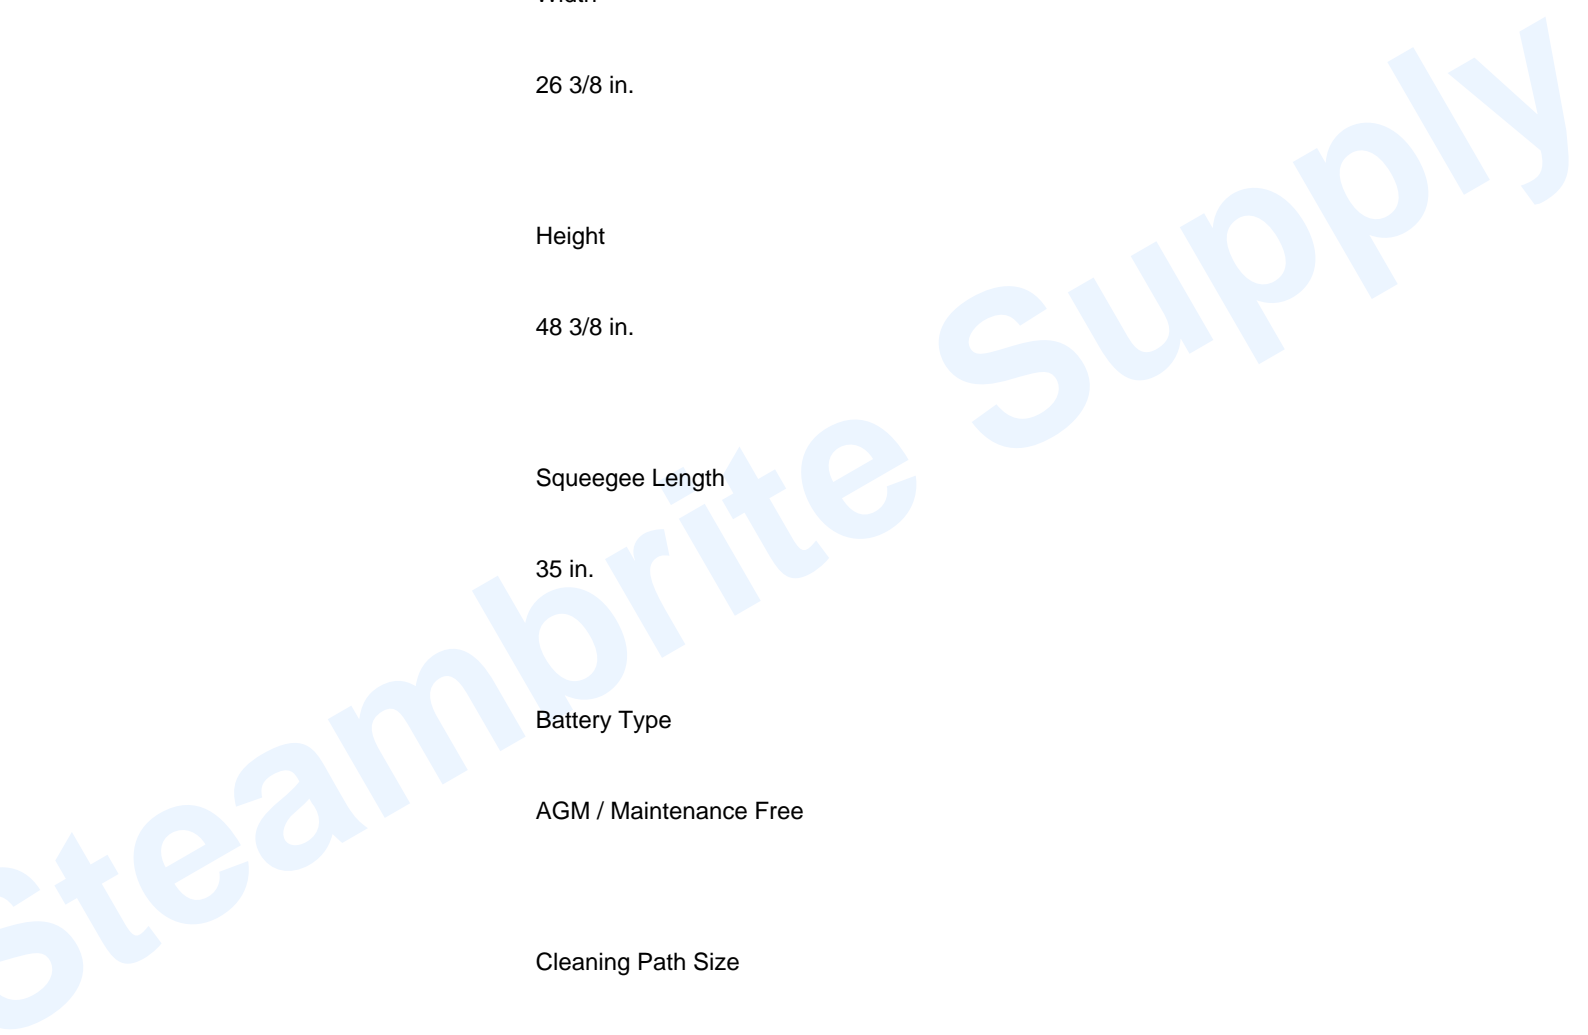 Width
26 3/8 in.
Height
48 3/8 in.
Squeegee Length
35 in.
Battery Type
AGM / Maintenance Free
Cleaning Path Size
Steambrite Supply